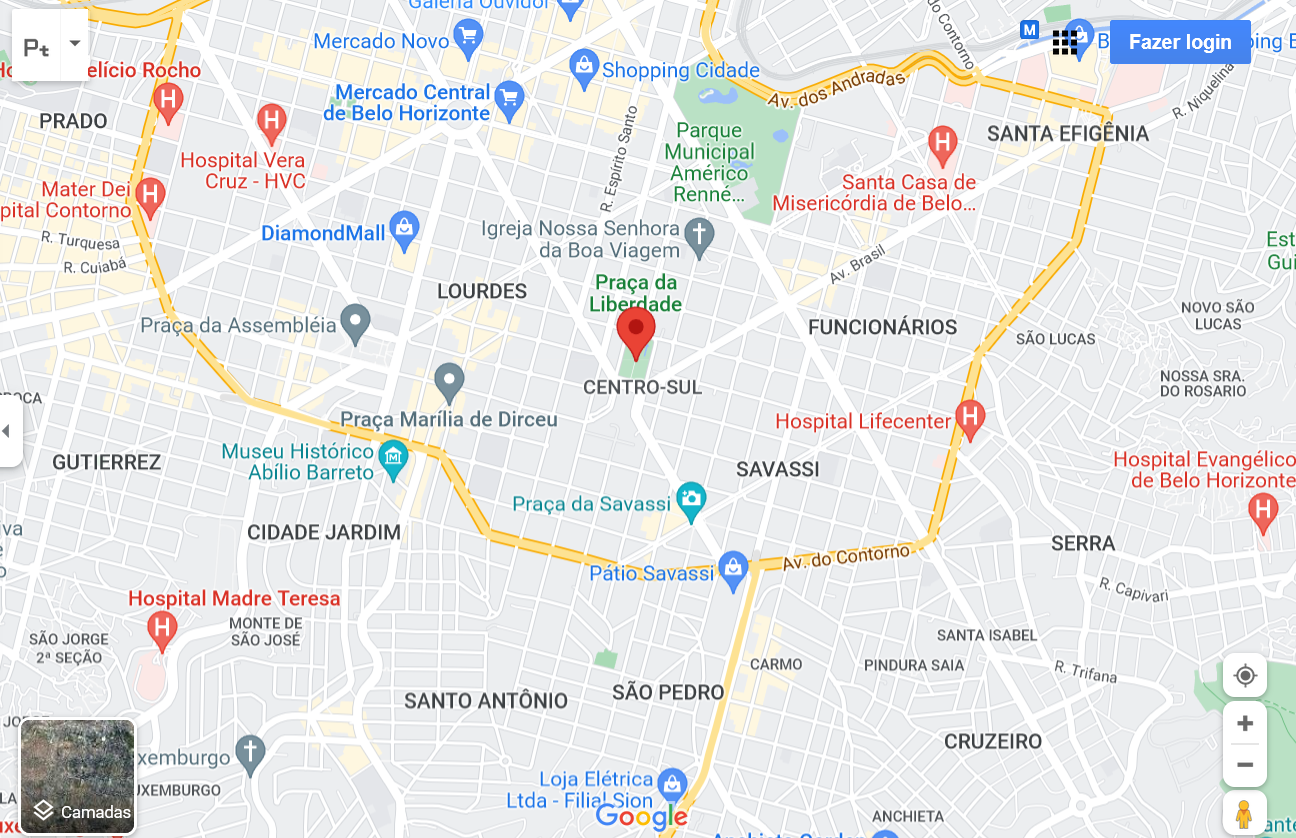 Galeria Ouvidor
Mercado Novo
M
Fazer login
Av. do Contorno
Shopping Cidade
Pt
elício Rocho
H
Mercado Central
de Belo Horizonte
Av. dos Andradas
R. Niquelina
PRADO
H
Hospital Vera
Cruz - HVC
R. Espírito Santo
Parque
Municipal
Américo
Renné...
SANTA EFIGÊNIA
H
Santa Casa de
Misericórdia de Belo...
Mater Dei
pital Contorno
H
R. Turquesa
R. Cuiabá
DiamondMall
Igreja Nossa Senhora
da Boa Viagem
Av. Brasil
Est
Gui
LOURDES
Praça da
Liberdade
NOVO SÃO
LUCAS
Praça da Assembléia
FUNCIONÁRIOS
SÃO LUCAS
CENTRO-SUL
NOSSA SRA.
DO ROSARIO
OCA
Praça Marília de Dirceu
Hospital Lifecenter
H
Museu Histórico
Abílio Barreto
M
GUTIERREZ
SAVASSI
Hospital Evangélico
de Belo Horizonte
H
Praça da Savassi
CIDADE JARDIM
iva
SERRA
Av. do Contorno
Pátio Savassi
R. Capivari
Hospital Madre Teresa
H
MONTE DE
SÃO JOSÉ
SÃO JORGE
2ª SEÇÃO
SANTA ISABEL
CARMO
PINDURA SAIA
R. Trifana
SANTO ANTÔNIO
SÃO PEDRO
CRUZEIRO
xemburgo
UXEMBURGO
Loja Elétrica
Ltda - Filial Sion
Google
ANCHIETA
Camadas